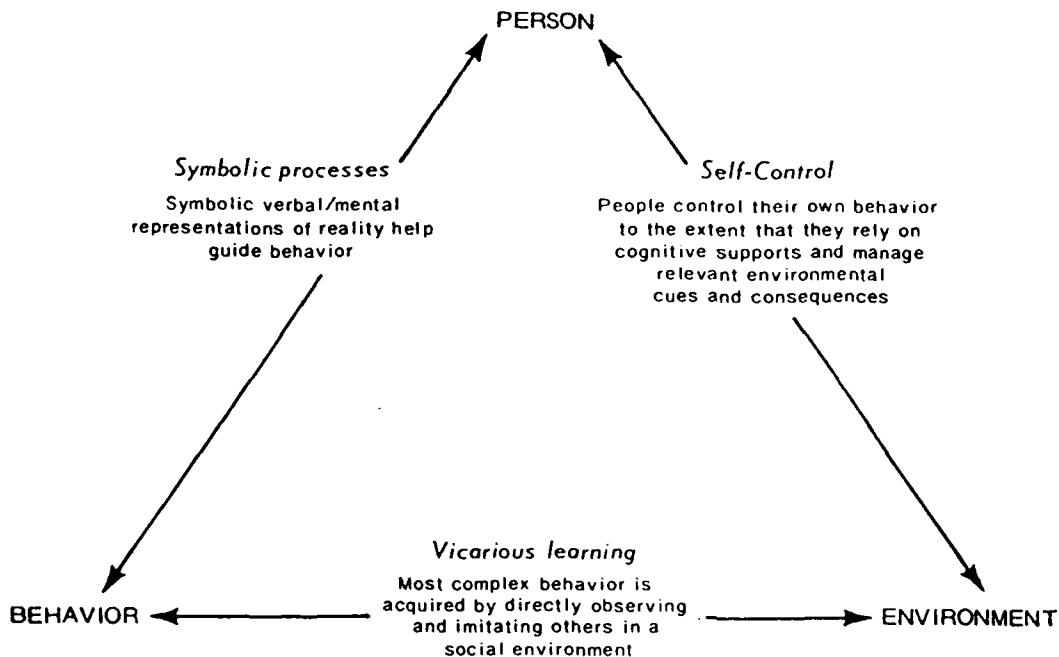 PERSON
Symbolic processes
Symbolic verbal/mental
representations of reality help
guide behavior
Self-Control
People control their own behavior
to the extent that they rely on
cognitive supports and manage
relevant environmental
cues and consequences
Vicarious learning
Most complex behavior is
acquired by directly observing
and imitating others in a
social environment
BEHAVIOR
ENVIRONMENT